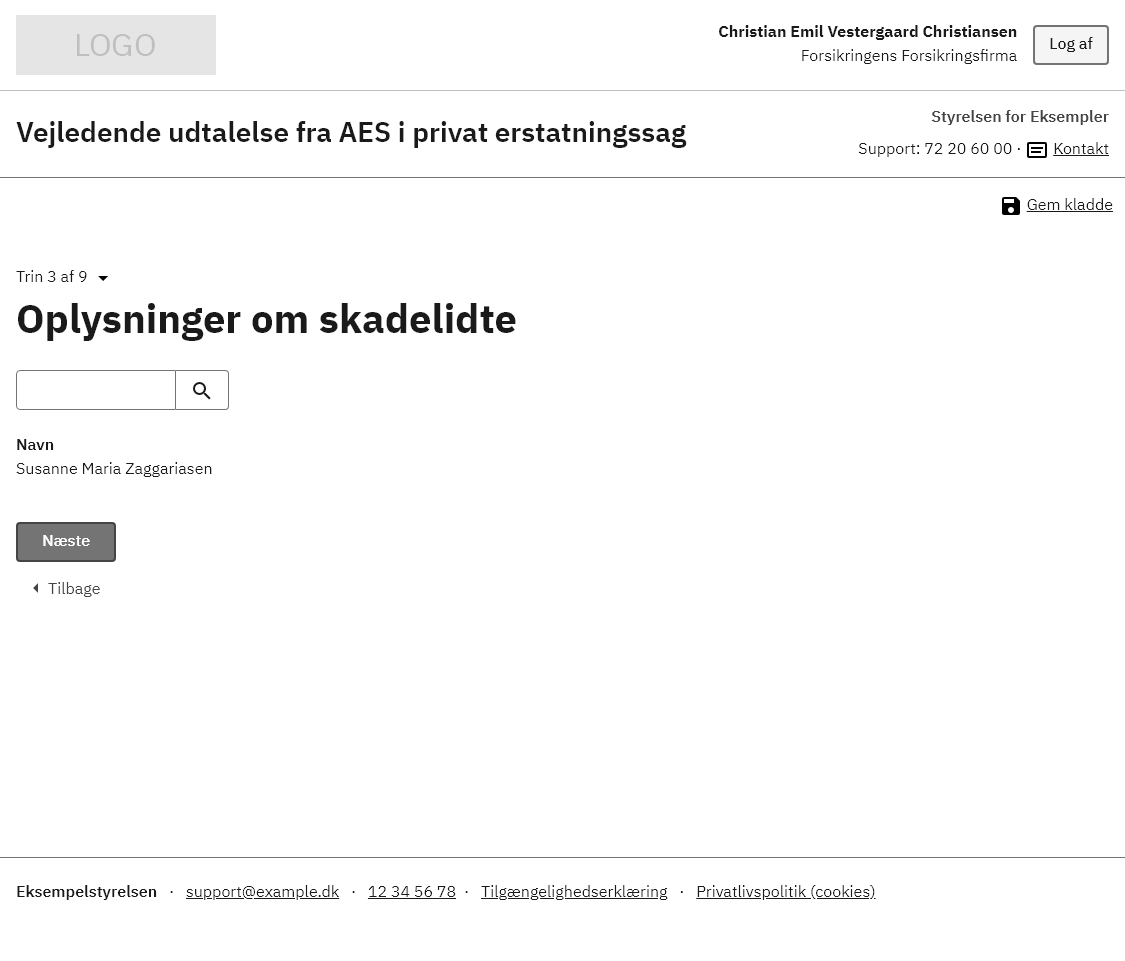 LOGO
Christian Emil Vestergaard Christiansen
Forsikringens Forsikringsfirma
Log af
Vejledende udtalelse fra AES i privat erstatningssag
Styrelsen for Eksempler
Support: 72 20 60 00 · Kontakt
Gem kladde
Trin 3 af 9
Oplysninger om skadelidte
Navn
Susanne Maria Zaggariasen
Næste
Tilbage
Eksempelstyrelsen · support@example.dk · 12 34 56 78 · Tilgængelighedserklæring · Privatlivspolitik (cookies)